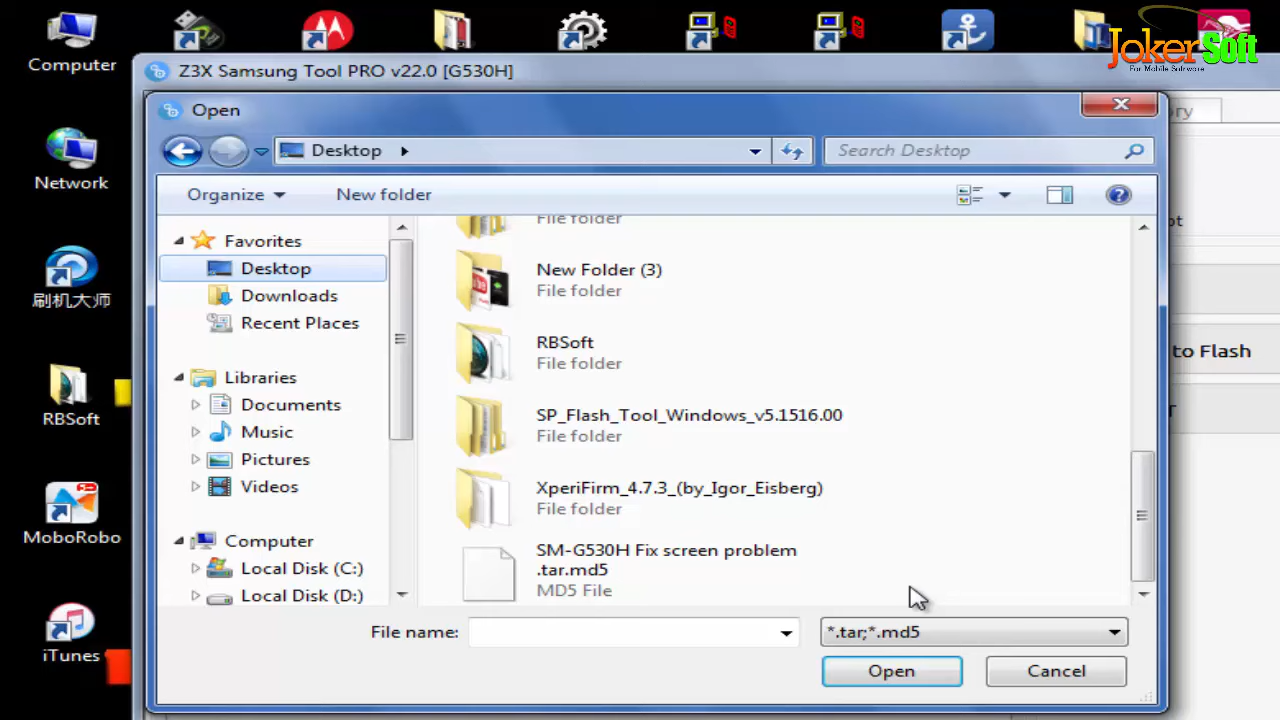 JokerSoft
For Mobile Software
Computer
Z3X Samsung Tool PRO v22.0 [G530H]
Open
Desktop
Search Desktop
Network
Organize
New folder
Favorites
Desktop
Downloads
Recent Places
Libraries
Documents
Music
Pictures
Videos
Computer
Local Disk (C:)
Local Disk (D:)
File folder
New Folder (3)
File folder
RBSoft
File folder
SP_Flash_Tool_Windows_v5.1516.00
File folder
XperiFirm_4.7.3_(by_Igor_Eisberg)
File folder
SM-G530H Fix screen problem
.tar.md5
MD5 File
to Flash
刷机大师
RBSoft
MoboRobo
iTunes
File name:
*.tar;*.md5
Open
Cancel